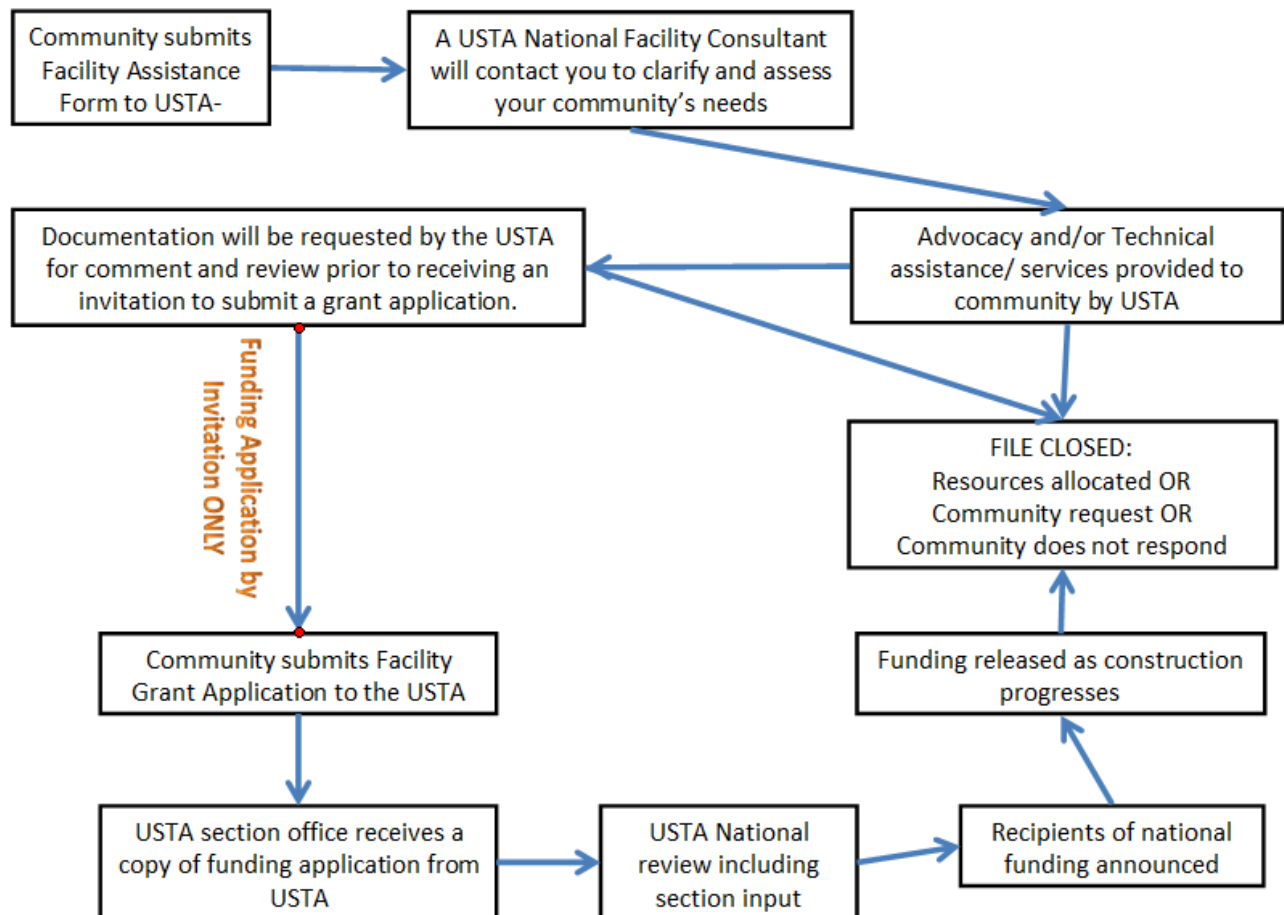 Community submits
Facility Assistance
Form to USTA-
A USTA National Facility Consultant
will contact you to clarify and assess
your community's needs
Documentation will be requested by the USTA
for comment and review prior to receiving an
invitation to submit a grant application.
Advocacy and/or Technical
assistance/ services provided to
community by USTA
Funding Application by
Invitation ONLY
FILE CLOSED:
Resources allocated OR
Community request OR
Community does not respond
Community submits Facility
Grant Application to the USTA
Funding released as construction
progresses
USTA section office receives a
copy of funding application from
USTA
USTA National
review including
section input
Recipients of national
funding announced